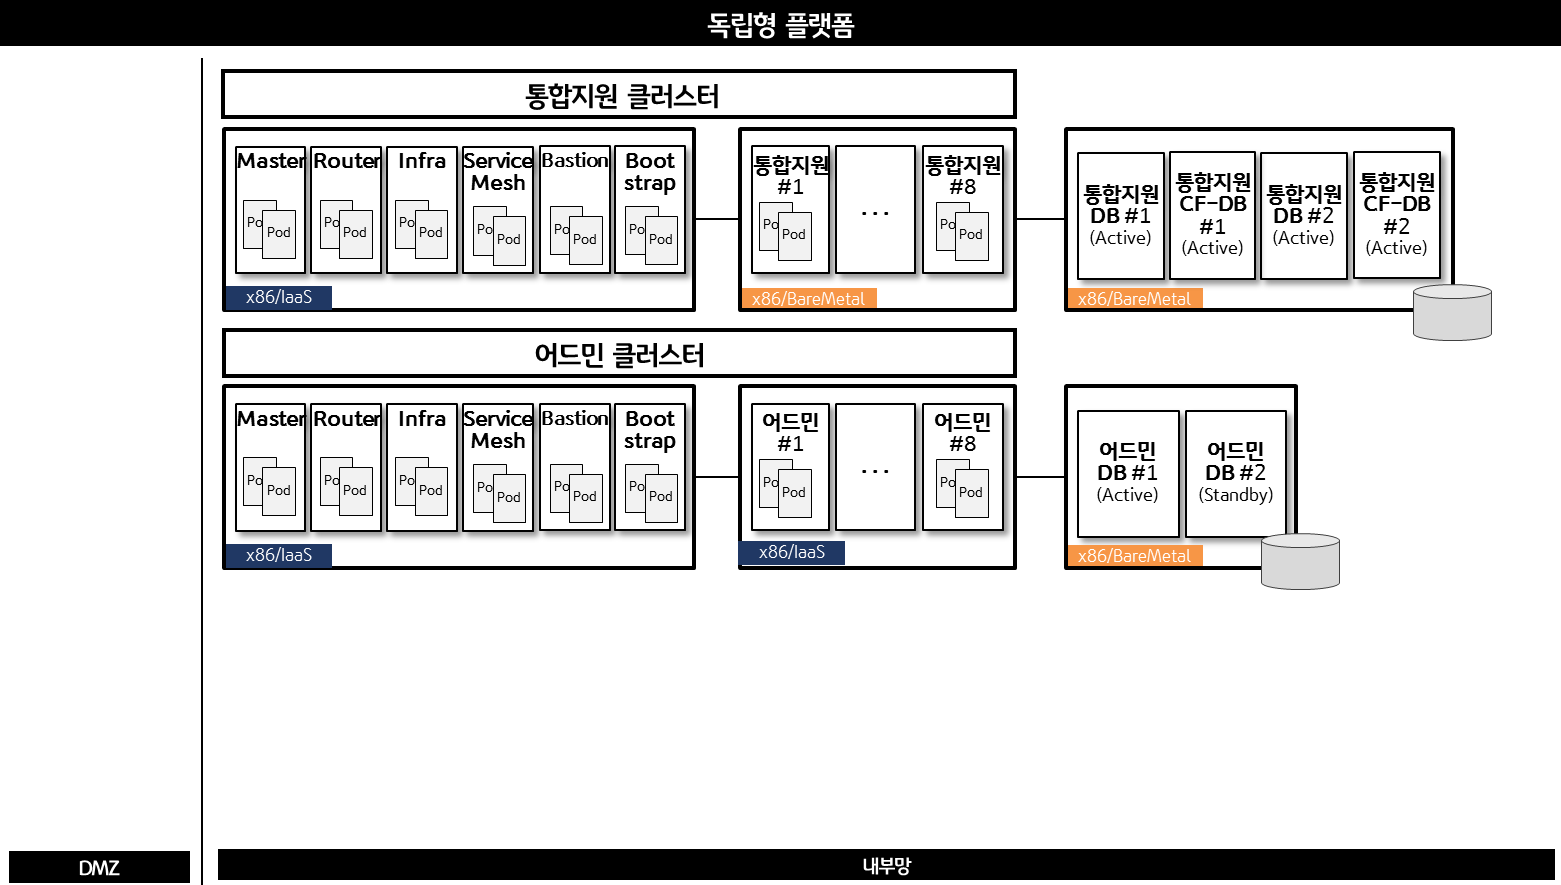 독립형 플랫폼
통합지원 클러스터
Master
Router
Infra
Service
Mesh
Bastion
Boot
strap
Po
Pod
Po
Pod
Po
Pod
Po
Pod
Po
Pod
Po
Pod
x86/IaaS
통합지원
#1
Po
Pod
...
통합지원
#8
Po
Pod
x86/BareMetal
통합지원
DB #1
(Active)
통합지원
CF-DB
#1
(Active)
통합지원
DB #2
(Active)
통합지원
CF-DB
#2
(Active)
x86/BareMetal
어드민 클러스터
Master
Router
Infra
Service
Mesh
Bastion
Boot
strap
Po
Pod
Po
Pod
Po
Pod
Po
Pod
Po
Pod
Po
Pod
x86/IaaS
어드민
#1
Po
Pod
...
어드민
#8
Po
Pod
x86/IaaS
어드민
DB #1
(Active)
어드민
DB #2
(Standby)
x86/BareMetal
DMZ
내부망